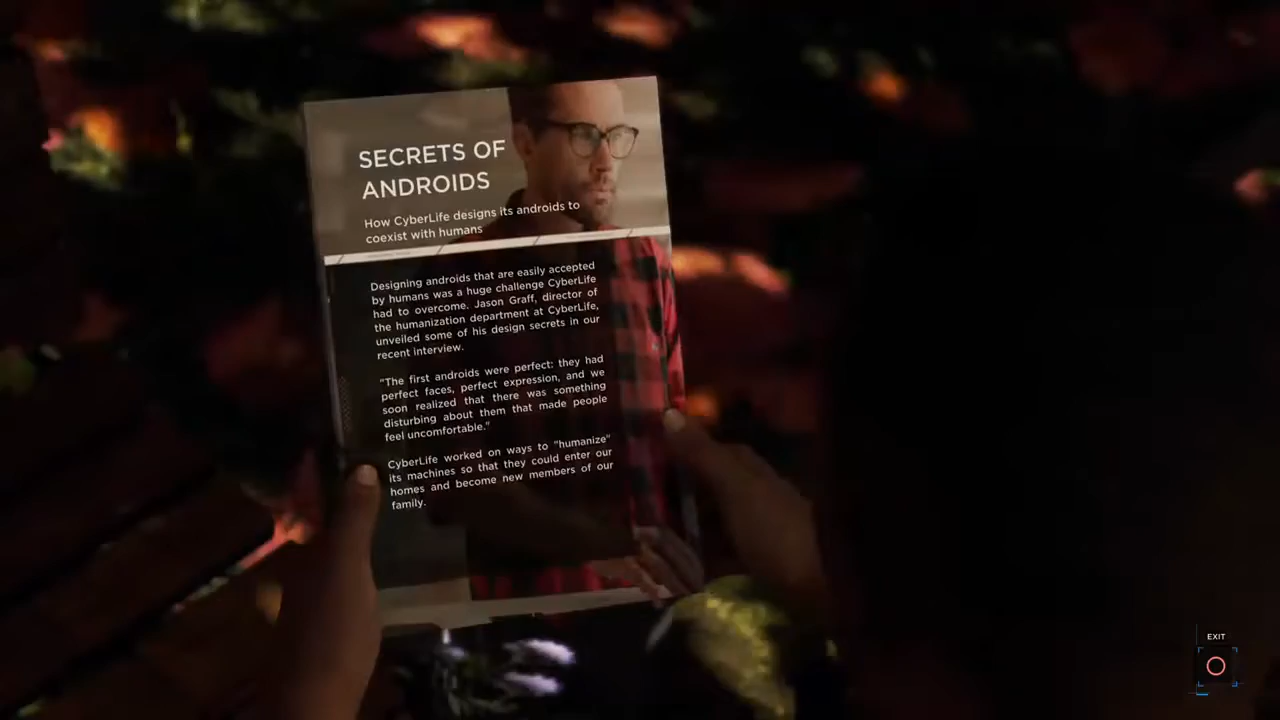 SECRETS OF
ANDROIDS
How CyberLife designs its androids to
coexist with humans
Designing androids that are easily accepted
by humans was a huge challenge CyberLife
had to overcome. Jason Graff, director of
the humanization department at CyberLife,
unveiled some of his design secrets in our
recent interview.
"The first androids were perfect: they had
perfect faces, perfect expression, and we
soon realized that there was something
disturbing about them that made people
feel uncomfortable."
CyberLife worked on ways to "humanize"
its machines so that they could enter our
homes and become new members of our
family.
EXIT